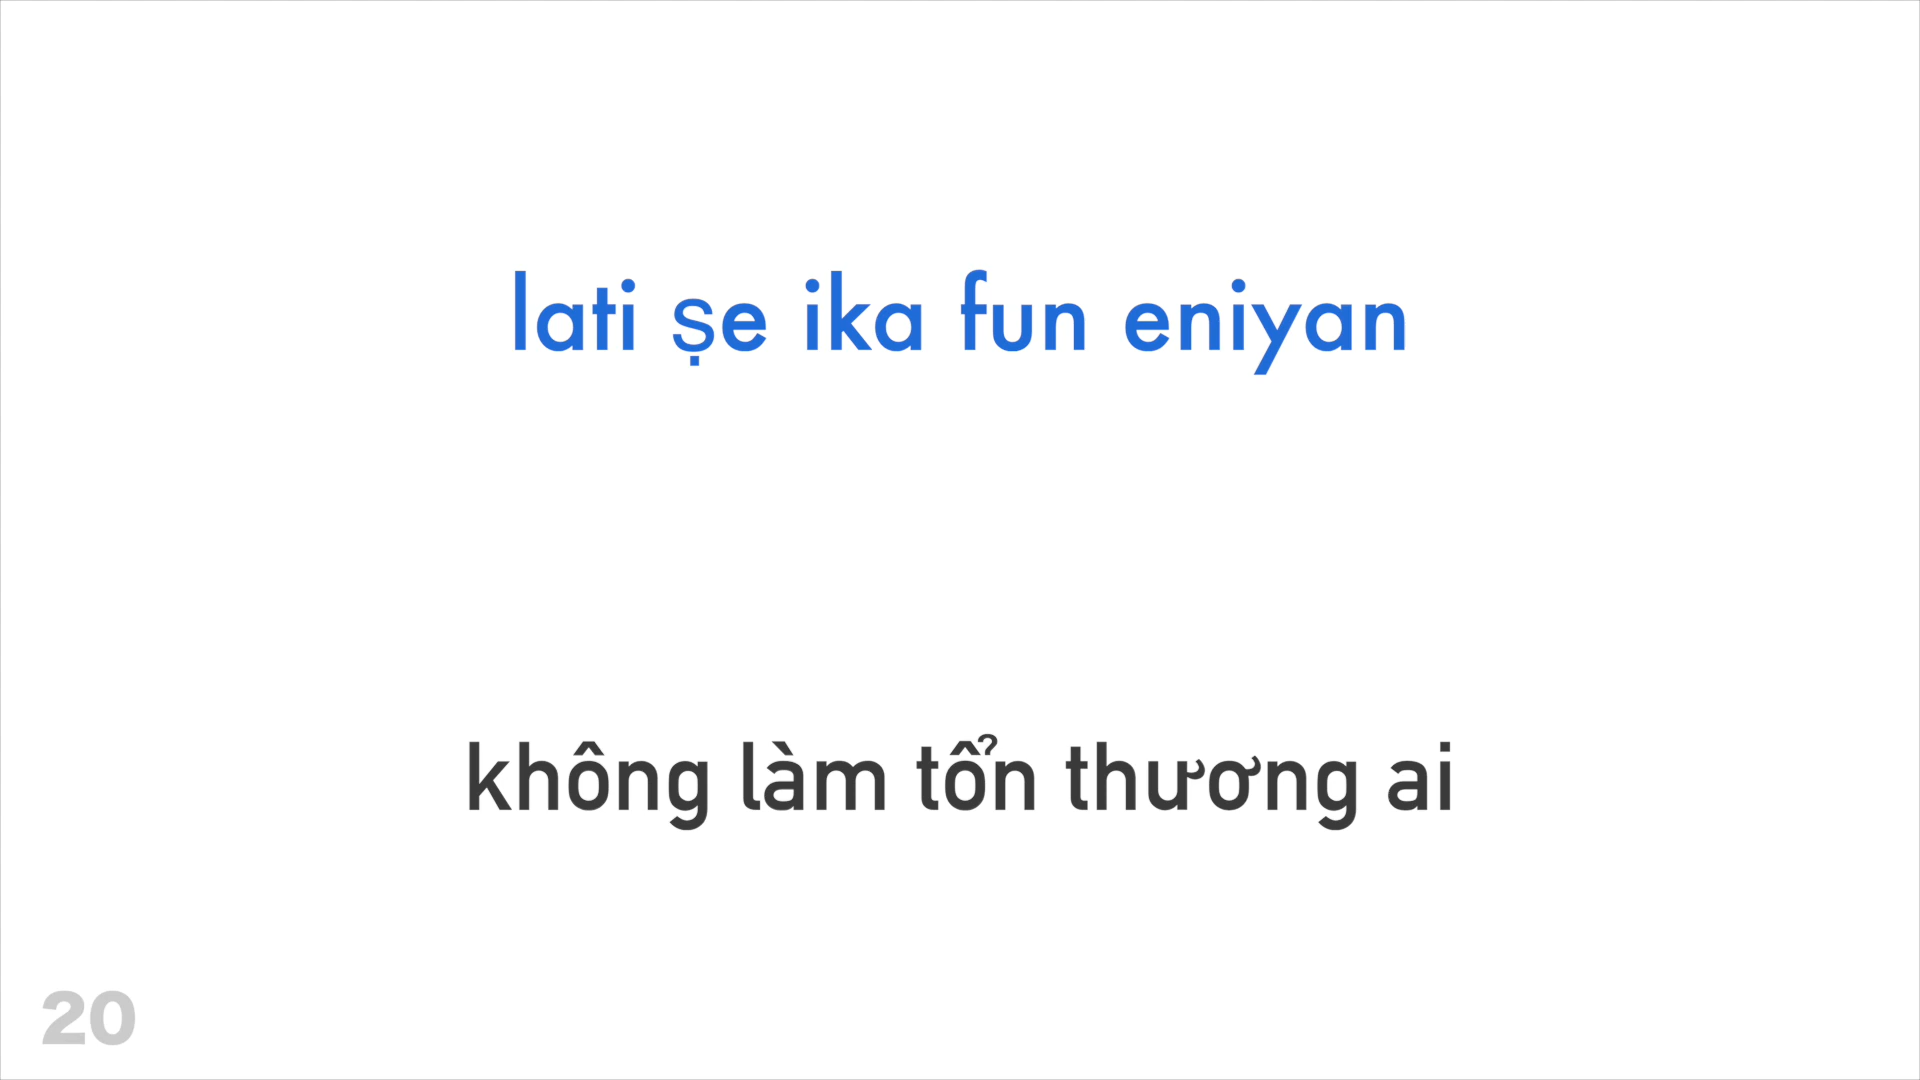 lati ṣe ika fun eniyan
không làm tổn thương ai
20